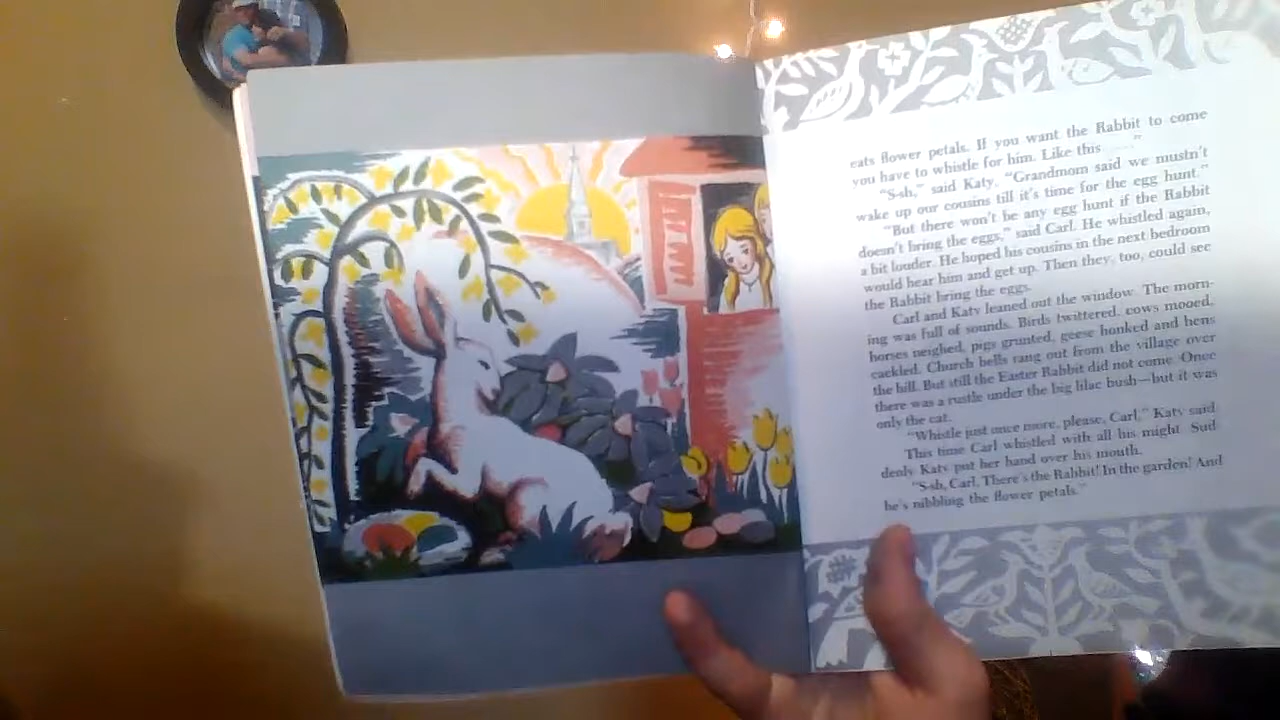 eats flower petals. If you want the Rabbit to come
you have to whistle for him. Like this ......"
"S-sh," said Katy, "Grandmom said we mustn't
wake up our cousins till it's time for the egg hunt."
"But there won't be any egg hunt if the Rabbit
doesn't bring the eggs," said Carl. He whistled again,
a bit louder. He hoped his cousins in the next bedroom
would hear him and get up. Then they, too, could see
the Rabbit bring the eggs.
Carl and Katy leaned out the window. The morn-
ing was full of sounds. Birds twittered, cows mooed,
horses neighed, pigs grunted, geese honked and hens
cackled. Church bells rang out from the village over
the hill. But still the Easter Rabbit did not come. Once
there was a rustle under the big lilac bush—but it was
only the cat.
"Whistle just once more, please, Carl," Katy said.
This time Carl whistled with all his might. Sud
denly Katy put her hand over his mouth.
"S-sh, Carl. There's the Rabbit! In the garden! And
he's nibbling the flower petals."